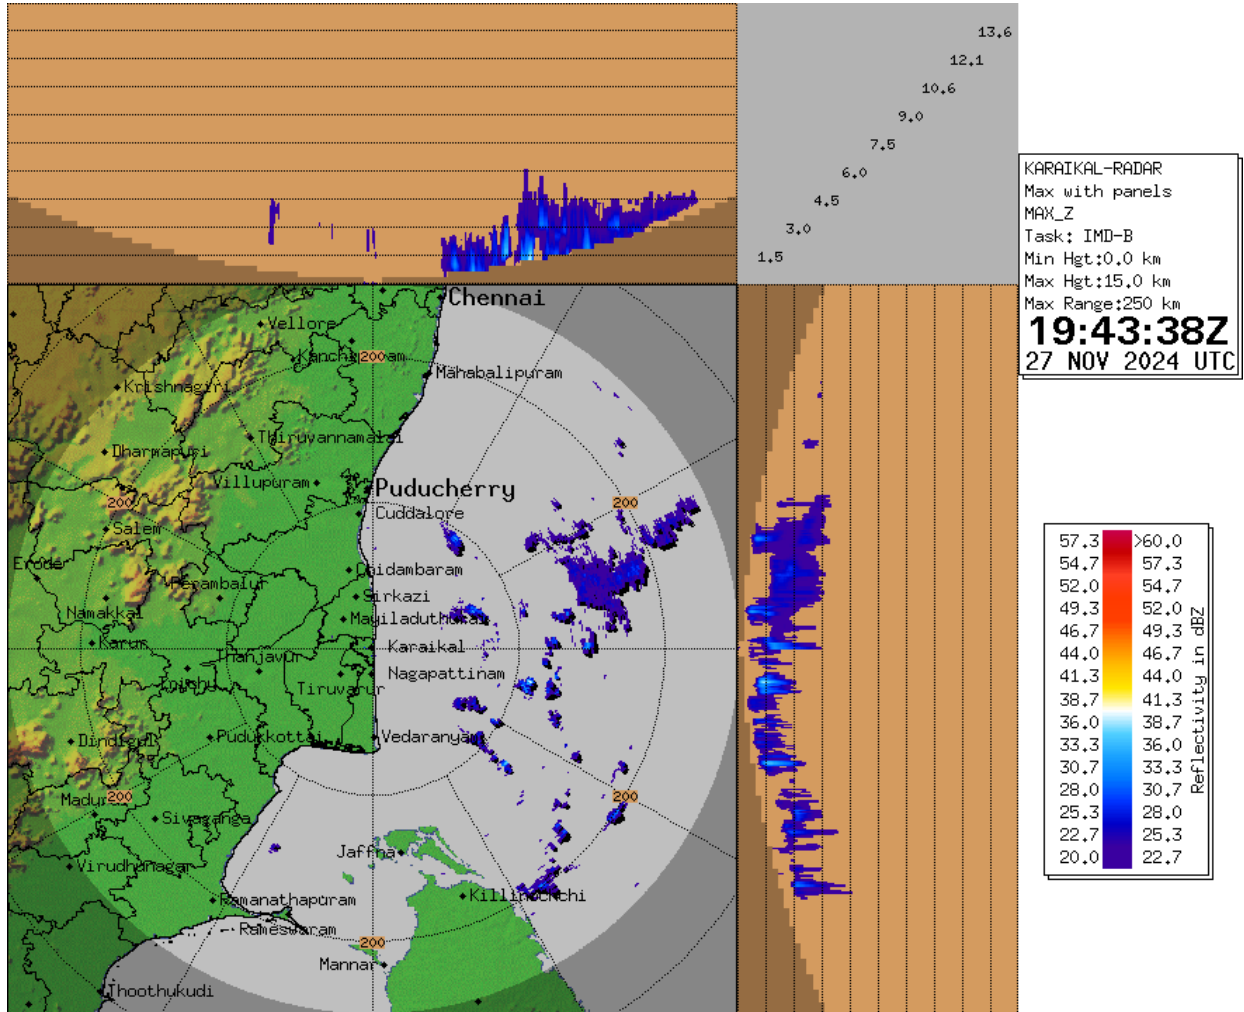 13.6
12.1
10.6
9.0
7.5
6.0
4.5
3.0
1.5
KARAIKAL-RADAR
Max with panels
MAX_Z
Task: IMD-B
Min Hgt:0.0 km
Max Hgt:15.0 km
Max Range:250 km
19:43:38Z
27 NOV 2024 UTC
Chennai
Vellore
200
Mahabalipuram
Krishnagiri
Thiruvannamalai
Dharmapuri
Villupuram
Puducherry
200
200
Cuddalore
Salem
Erode
Chidambaram
Perambalur
Sirkazi
Namakkal
Mayiladuthurai
Karur
Karaikal
Thanjavur
Nagapattinam
Tiruvarur
Pudukkottai
Vedaranyam
Dindigul
200
200
Sivaganga
Jaffna
Virudhunagar
Killinochchi
Ramanathapuram
Rameswaram
200
Mannar
Thoothukudi
57.3 >60.0
54.7 57.3
52.0 54.7
49.3 52.0
46.7 49.3
44.0 46.7
41.3 44.0
38.7 41.3
36.0 38.7
33.3 36.0
30.7 33.3
28.0 30.7
25.3 28.0
22.7 25.3
20.0 22.7
Reflectivity in dBZ